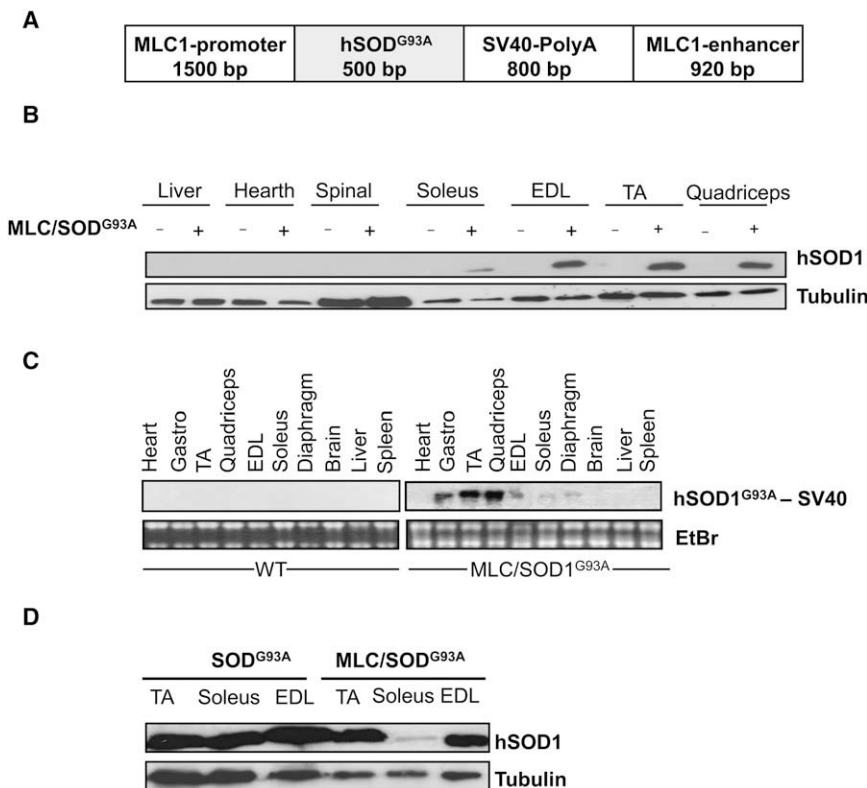 A
MLC1-promoter hSOD^G93A SV40-PolyA MLC1-enhancer
1500 bp 500 bp 800 bp 920 bp
B
Liver Hearth Spinal Soleus EDL TA Quadriceps
MLC/SOD^G93A - + - + - + - + - + - + - +
hSOD1
Tubulin
C
Heart Gastro TA Quadriceps EDL Soleus Diaphragm Brain Liver Spleen Heart Gastro TA Quadriceps EDL Soleus Diaphragm Brain Liver Spleen
hSOD1^G93A – SV40
EtBr
WT MLC/SOD1^G93A
D
SOD^G93A MLC/SOD^G93A
TA Soleus EDL TA Soleus EDL
hSOD1
Tubulin